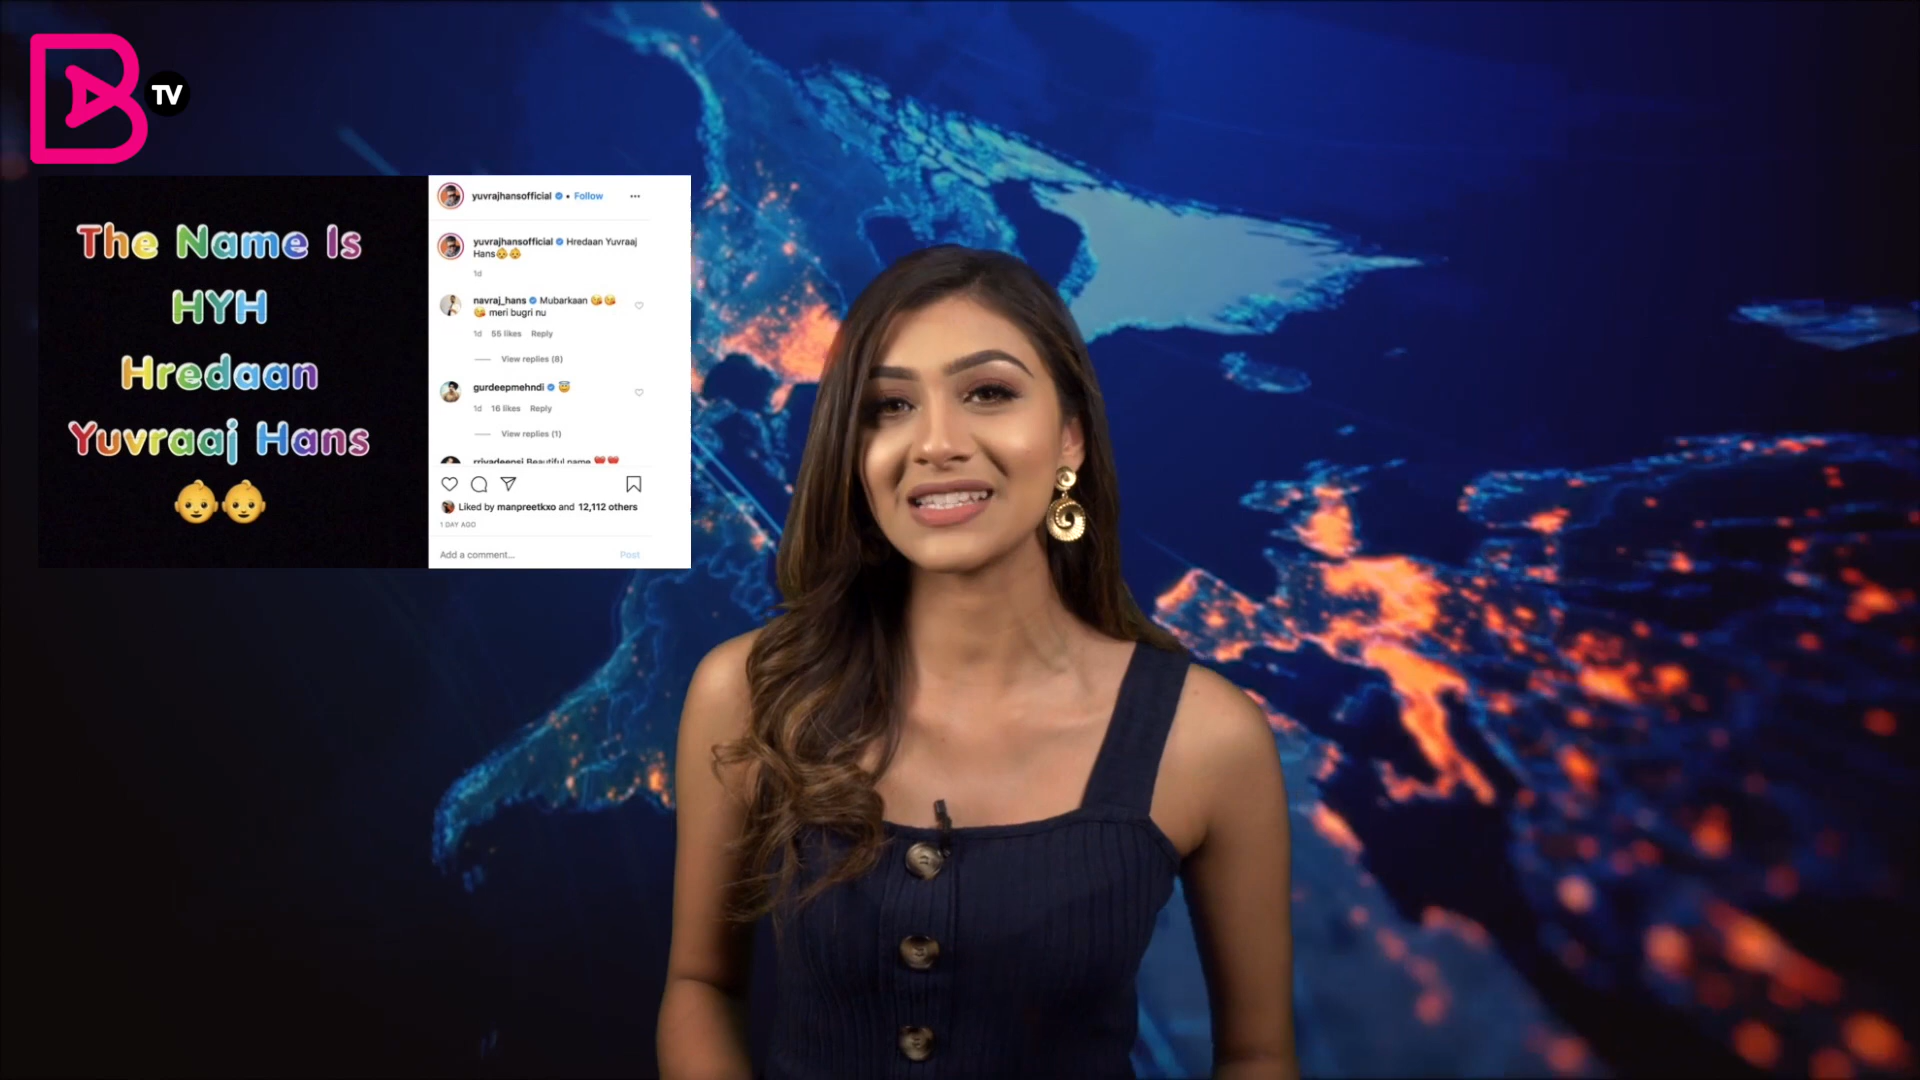 B TV
The Name Is
HYH
Hredaan
Yuvraaj Hans
yuvrajhansofficial • Follow
yuvrajhansofficial Hredaan Yuvraaj
Hans
1d
navraj_hans Mubarkaan
meri bugri nu
1d 55 likes Reply
View replies (8)
gurdeepmehndi
1d 16 likes Reply
View replies (1)
Beautiful name
Liked by manpreetkxo and 12,112 others
1 DAY AGO
Add a comment... Post